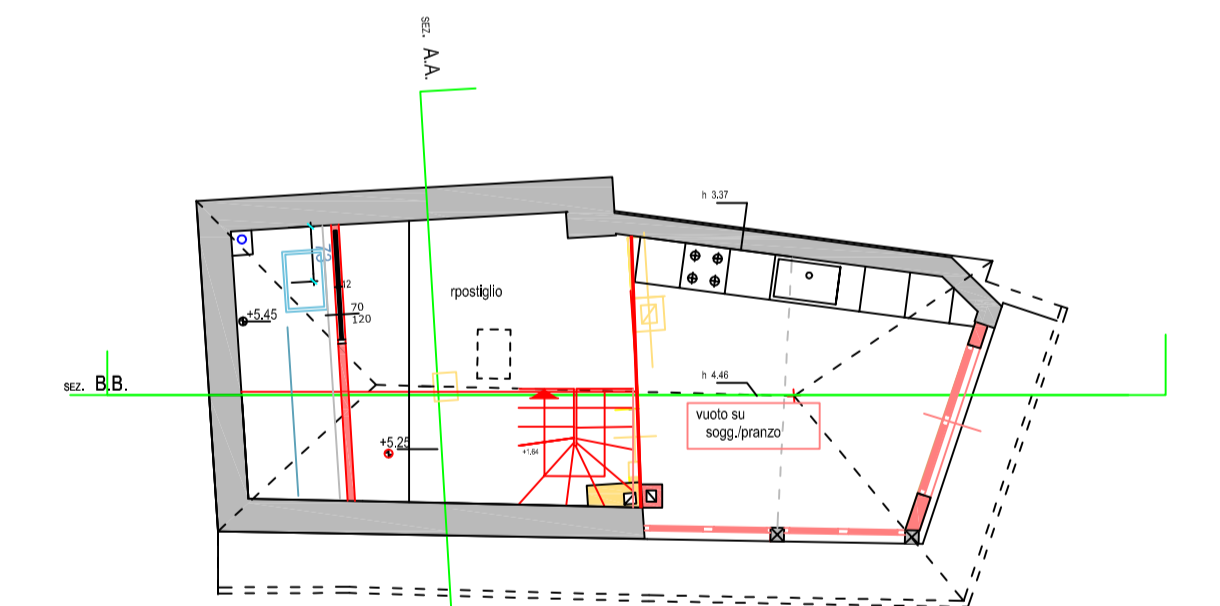 SEZ. A.A.
h 3.37
rpostiglio
+5.45
70
120
h 4.46
SEZ. B.B.
vuoto su
sogg./pranzo
+5.25
+1.64